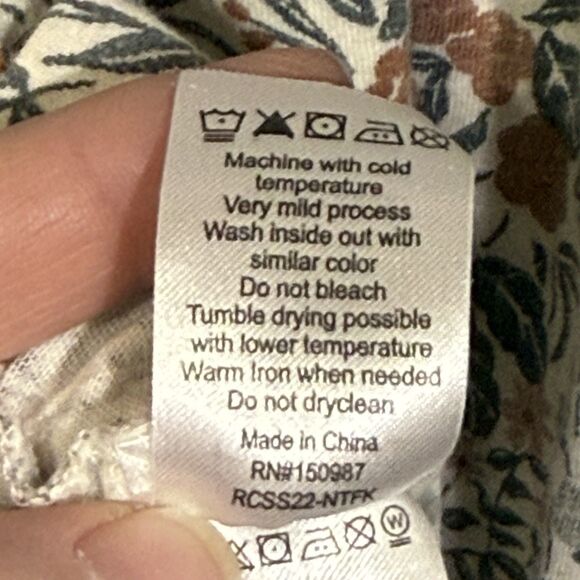 Machine with cold
temperature
Very mild process
Wash inside out with
similar color
Do not bleach
Tumble drying possible
with lower temperature
Warm Iron when needed
Do not dryclean
Made in China
RN#150987
RCSS22-NTFK
W